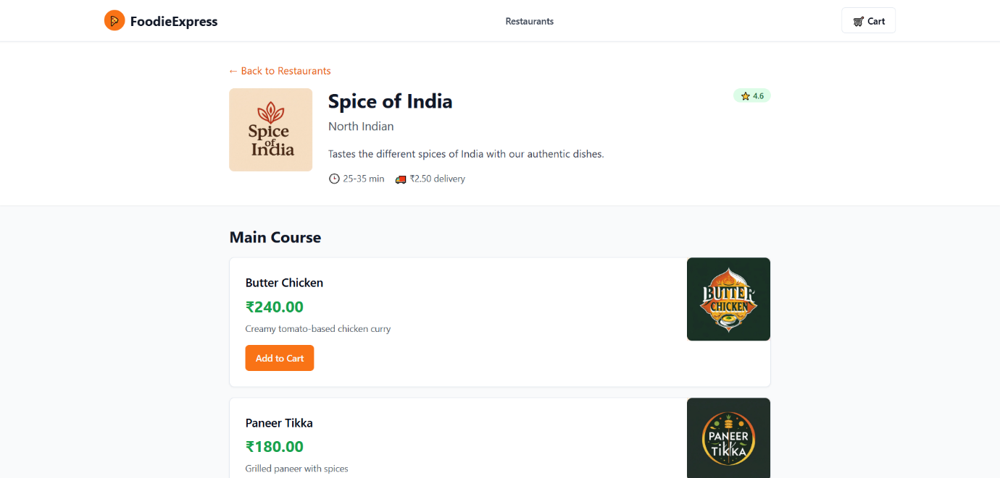 FoodieExpress
Restaurants
🛒 Cart
← Back to Restaurants
Spice
of
India
Spice of India
⭐ 4.6
North Indian
Tastes the different spices of India with our authentic dishes.
25-35 min 🚚 ₹2.50 delivery
Main Course
Butter Chicken
₹240.00
Creamy tomato-based chicken curry
Add to Cart
BUTTER
CHICKEN
Paneer Tikka
₹180.00
Grilled paneer with spices
PANEER
TIKKA